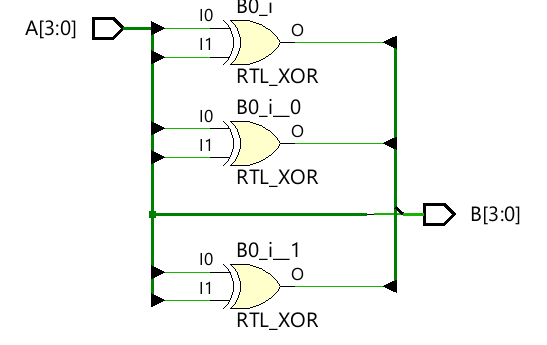 B0_i
I0
A[3:0]
O
I1
RTL_XOR
B0_i__0
I0
O
I1
RTL_XOR
B[3:0]
B0_i__1
I0
O
I1
RTL_XOR